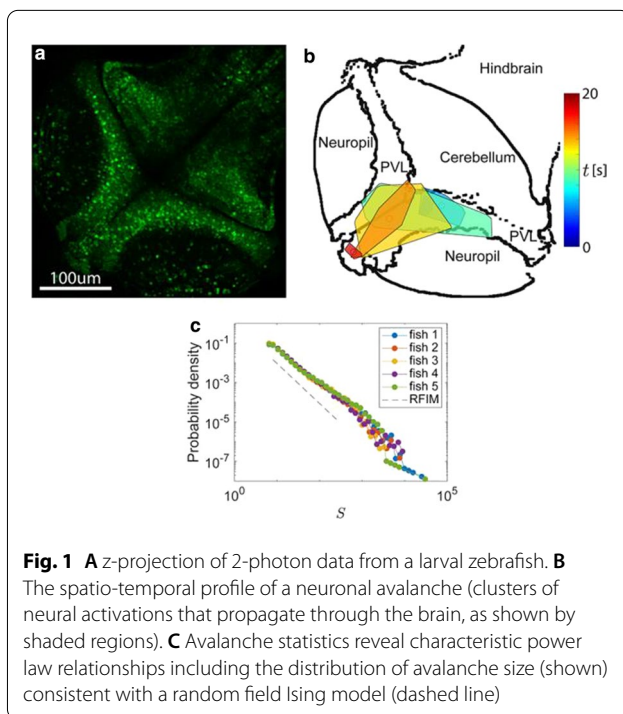 a
100um
b
Hindbrain
Neuropil
PVL
Cerebellum
PVL
Neuropil
20
t [s]
0
c
Probability density
10-1
10-3
10-5
10-7
100
105
S
fish 1
fish 2
fish 3
fish 4
fish 5
RFIM
Fig. 1 A z-projection of 2-photon data from a larval zebrafish. B
The spatio-temporal profile of a neuronal avalanche (clusters of
neural activations that propagate through the brain, as shown by
shaded regions). C Avalanche statistics reveal characteristic power
law relationships including the distribution of avalanche size (shown)
consistent with a random field Ising model (dashed line)